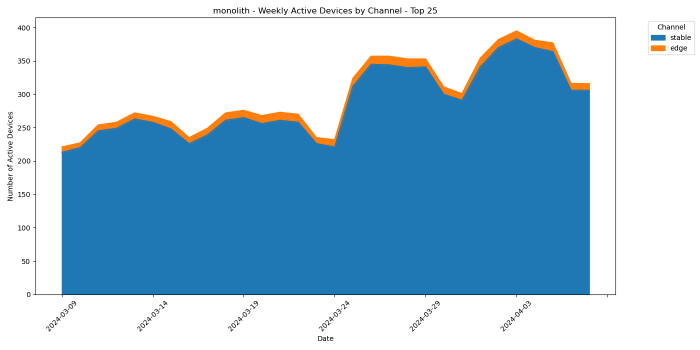 monolith - Weekly Active Devices by Channel - Top 25
Channel
stable
edge
Number of Active Devices
400
350
300
250
200
150
100
50
0
2024-03-09
2024-03-14
2024-03-19
2024-03-24
2024-03-29
2024-04-03
Date